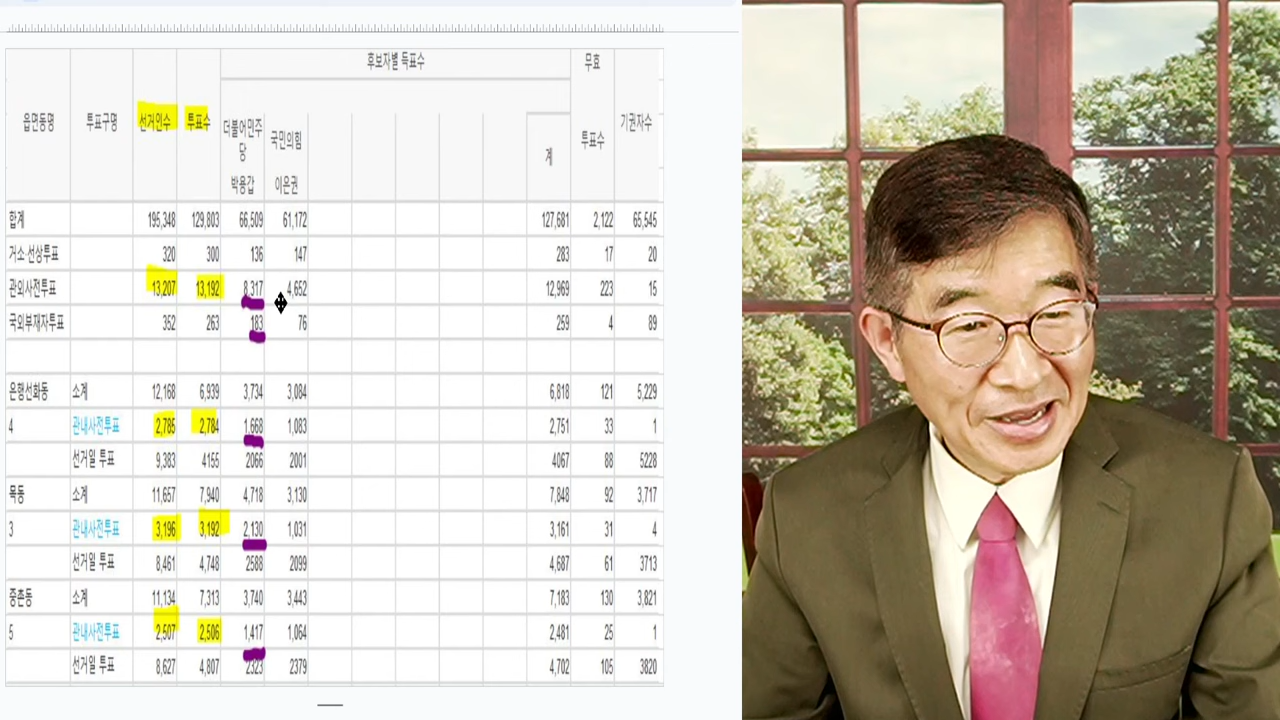 후보자별 득표수 무효
읍면동명 투표구명 선거인수 투표수 더불어민주 국민의힘 계 투표수 기권자수
당
박용갑 이은권
합계 195,348 129,803 66,509 61,172 127,681 2,122 65,545
거소·선상투표 320 300 136 147 283 17 20
관외사전투표 13,207 13,192 8,317 4,652 12,969 223 15
국외부재자투표 352 263 183 76 259 4 89
은행선화동 소계 12,168 6,939 3,734 3,084 6,818 121 5,229
4 관내사전투표 2,785 2,784 1,668 1,083 2,751 33 1
선거일 투표 9,383 4155 2066 2001 4067 88 5228
목동 소계 11,657 7,940 4,718 3,130 7,848 92 3,717
3 관내사전투표 3,196 3,192 2,130 1,031 3,161 31 4
선거일 투표 8,461 4,748 2588 2099 4,687 61 3713
중촌동 소계 11,134 7,313 3,740 3,443 7,183 130 3,821
5 관내사전투표 2,507 2,506 1,417 1,064 2,481 25 1
선거일 투표 8,627 4,807 2323 2379 4,702 105 3820